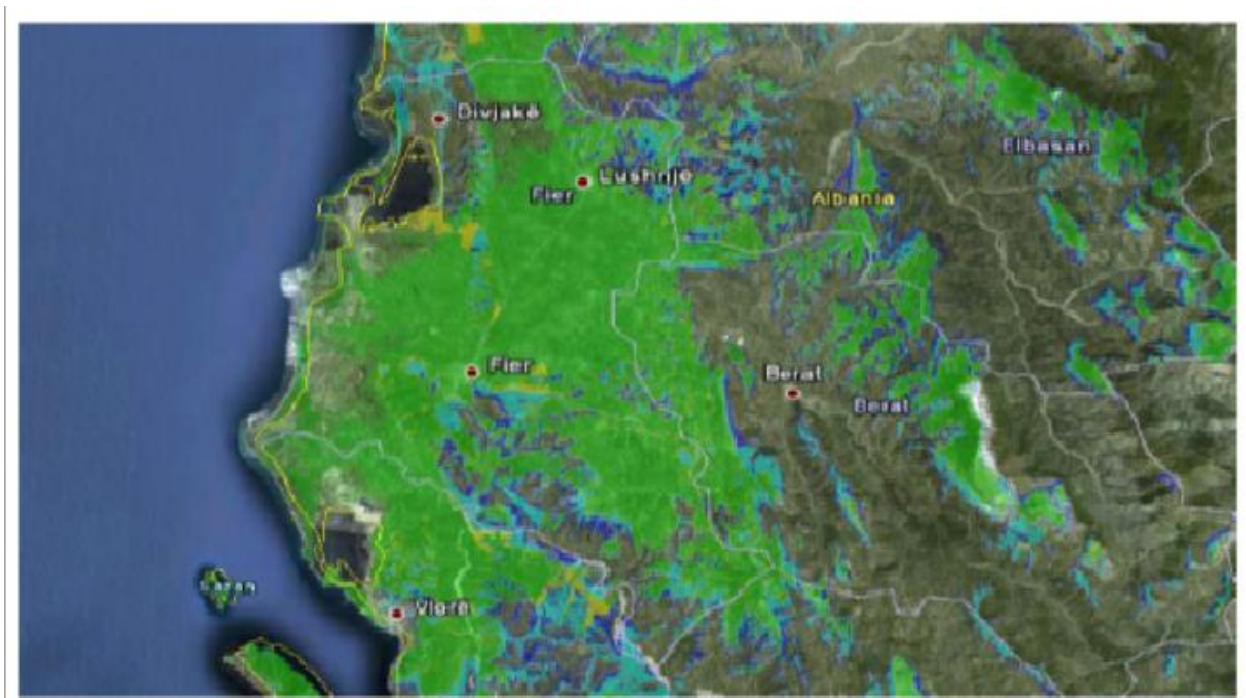 Divjakë
Lushnjë
Fier
Elbasan
Albania
Fier
Berat
Berat
Sazan
Vlorë